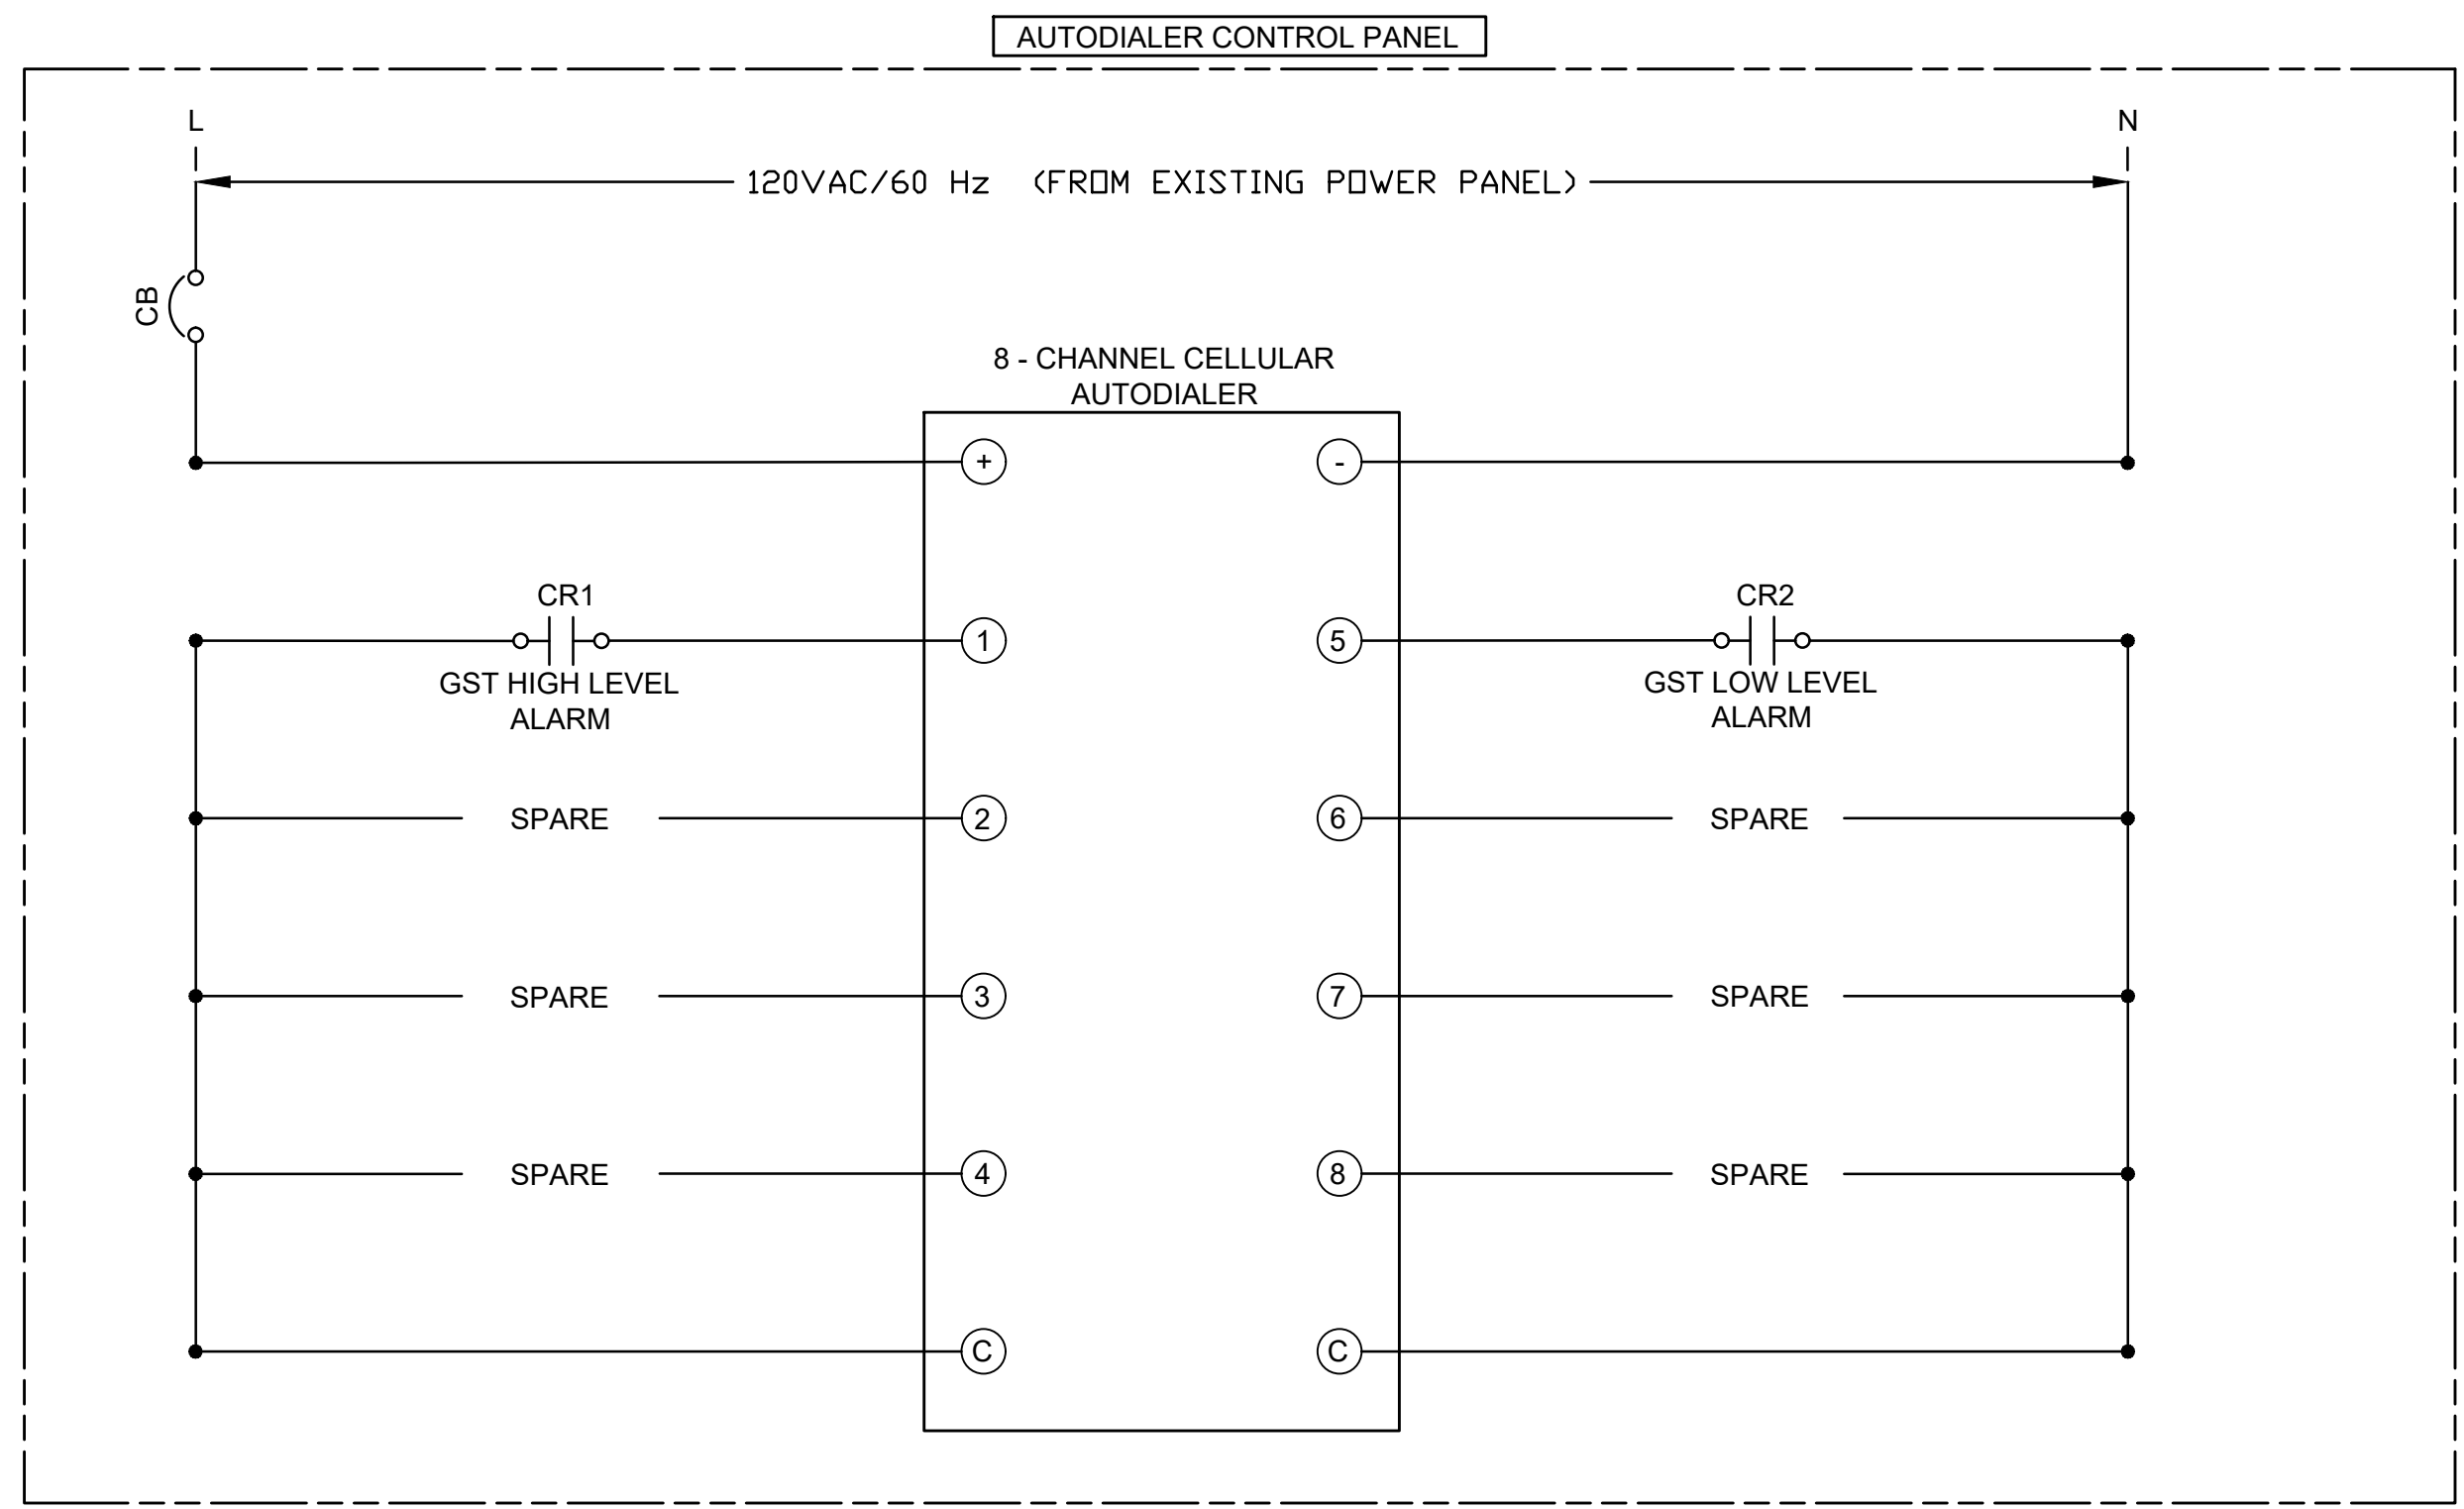 AUTODIALER CONTROL PANEL
L
N
120VAC/60 Hz (FROM EXISTING POWER PANEL)
CB
8 - CHANNEL CELLULAR
AUTODIALER
+
-
CR1
CR2
1
5
GST HIGH LEVEL
ALARM
GST LOW LEVEL
ALARM
SPARE
2
6
SPARE
SPARE
3
7
SPARE
SPARE
4
8
SPARE
C
C